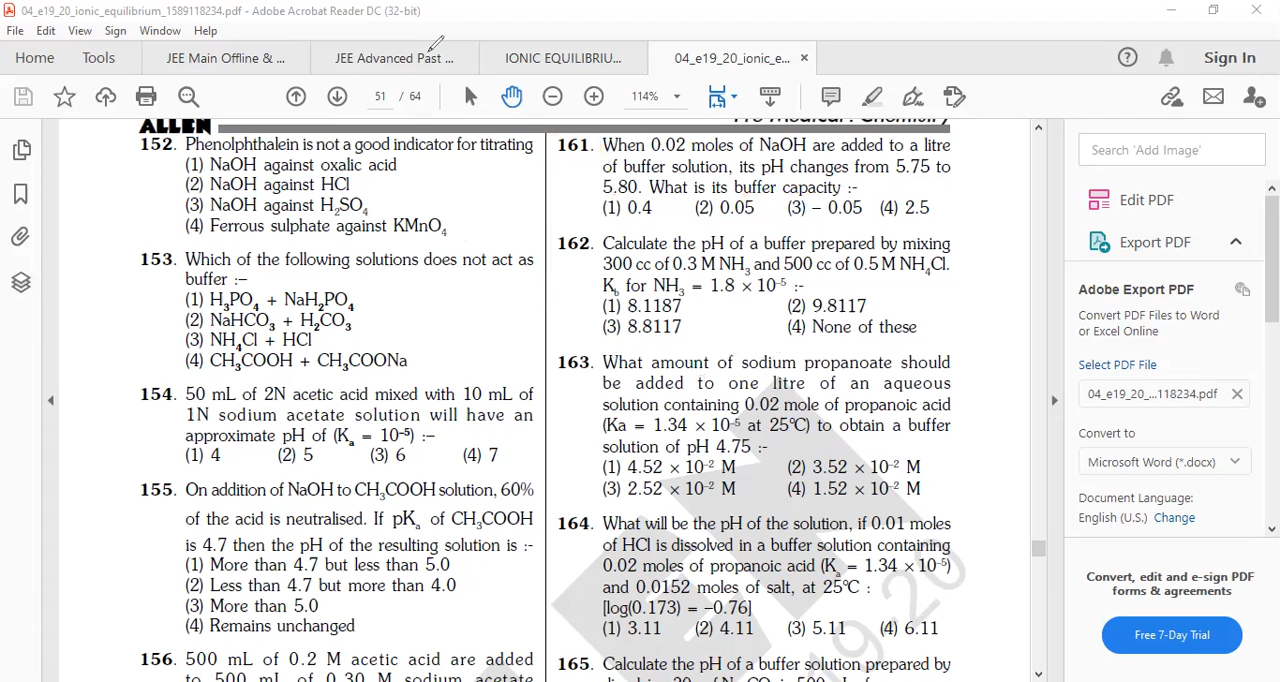 04_e19_20_ionic_equilibrium_1589118234.pdf - Adobe Acrobat Reader DC (32-bit)
File Edit View Sign Window Help
Home Tools JEE Main Offline & ... JEE Advanced Past ... IONIC EQUILIBRIU... 04_e19_20_ionic_e... Sign In
51 / 64 114%
ALLEN
Pre-Medical : Chemistry
152. Phenolphthalein is not a good indicator for titrating
(1) NaOH against oxalic acid
(2) NaOH against HCl
(3) NaOH against H₂SO₄
(4) Ferrous sulphate against KMnO₄
153. Which of the following solutions does not act as
buffer :–
(1) H₃PO₄ + NaH₂PO₄
(2) NaHCO₃ + H₂CO₃
(3) NH₄Cl + HCl
(4) CH₃COOH + CH₃COONa
154. 50 mL of 2N acetic acid mixed with 10 mL of
1N sodium acetate solution will have an
approximate pH of (Kₐ = 10⁻⁵) :–
(1) 4 (2) 5 (3) 6 (4) 7
155. On addition of NaOH to CH₃COOH solution, 60%
of the acid is neutralised. If pKₐ of CH₃COOH
is 4.7 then the pH of the resulting solution is :-
(1) More than 4.7 but less than 5.0
(2) Less than 4.7 but more than 4.0
(3) More than 5.0
(4) Remains unchanged
156. 500 mL of 0.2 M acetic acid are added
to 500 mL of 0.30 M sodium acetate
161. When 0.02 moles of NaOH are added to a litre
of buffer solution, its pH changes from 5.75 to
5.80. What is its buffer capacity :-
(1) 0.4 (2) 0.05 (3) – 0.05 (4) 2.5
162. Calculate the pH of a buffer prepared by mixing
300 cc of 0.3 M NH₃ and 500 cc of 0.5 M NH₄Cl.
K_b for NH₃ = 1.8 × 10⁻⁵ :-
(1) 8.1187 (2) 9.8117
(3) 8.8117 (4) None of these
163. What amount of sodium propanoate should
be added to one litre of an aqueous
solution containing 0.02 mole of propanoic acid
(Ka = 1.34 × 10⁻⁵ at 25°C) to obtain a buffer
solution of pH 4.75 :-
(1) 4.52 × 10⁻² M (2) 3.52 × 10⁻² M
(3) 2.52 × 10⁻² M (4) 1.52 × 10⁻² M
164. What will be the pH of the solution, if 0.01 moles
of HCl is dissolved in a buffer solution containing
0.02 moles of propanoic acid (Kₐ = 1.34 × 10⁻⁵)
and 0.0152 moles of salt, at 25°C :
[log(0.173) = –0.76]
(1) 3.11 (2) 4.11 (3) 5.11 (4) 6.11
165. Calculate the pH of a buffer solution prepared by
Search 'Add Image'
Edit PDF
Export PDF
Adobe Export PDF
Convert PDF Files to Word
or Excel Online
Select PDF File
04_e19_20_...118234.pdf
Convert to
Microsoft Word (*.docx)
Document Language:
English (U.S.) Change
Convert, edit and e-sign PDF
forms & agreements
Free 7-Day Trial